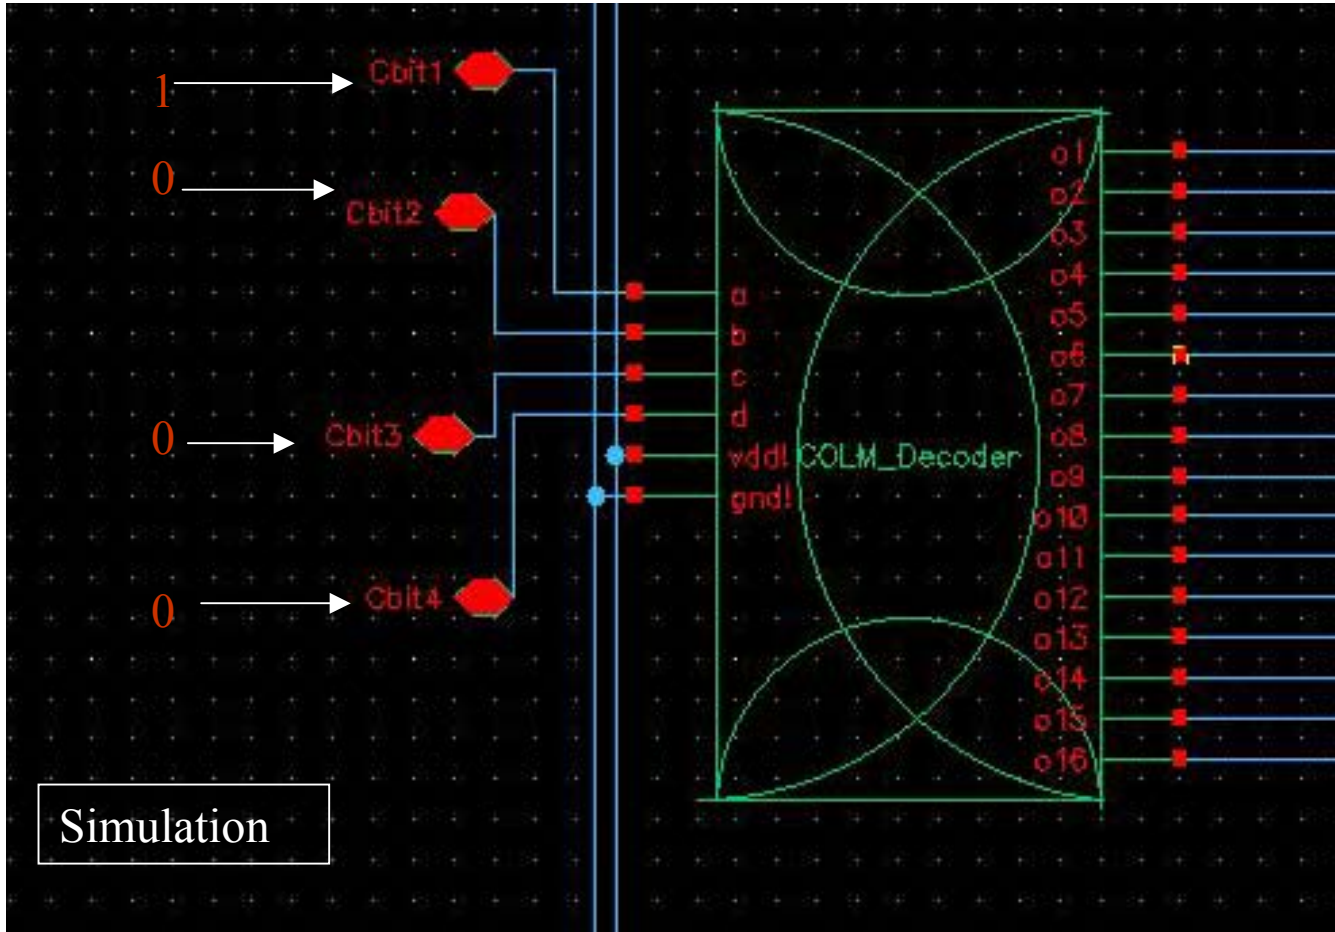 1
Cbit1
0
Cbit2
0
Cbit3
0
Cbit4
a
b
c
d
vdd!
gnd!
COLM_Decoder
o1
o2
o3
o4
o5
o6
o7
o8
o9
o10
o11
o12
o13
o14
o15
o16
Simulation